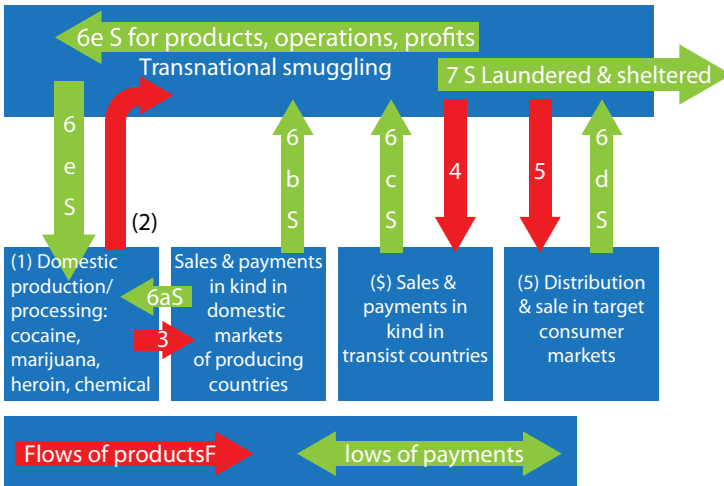 6e S for products, operations, profits
Transnational smuggling
7 S Laundered & sheltered
6
e
S
(2)
6
b
S
6
c
S
4
5
6
d
S
(1) Domestic
production/
processing:
cocaine,
marijuana,
heroin, chemical
6aS
3
Sales & payments
in kind in
domestic
markets
of producing
countries
($) Sales &
payments in
kind in
transist countries
(5) Distribution
& sale in target
consumer
markets
Flows of productsF
lows of payments